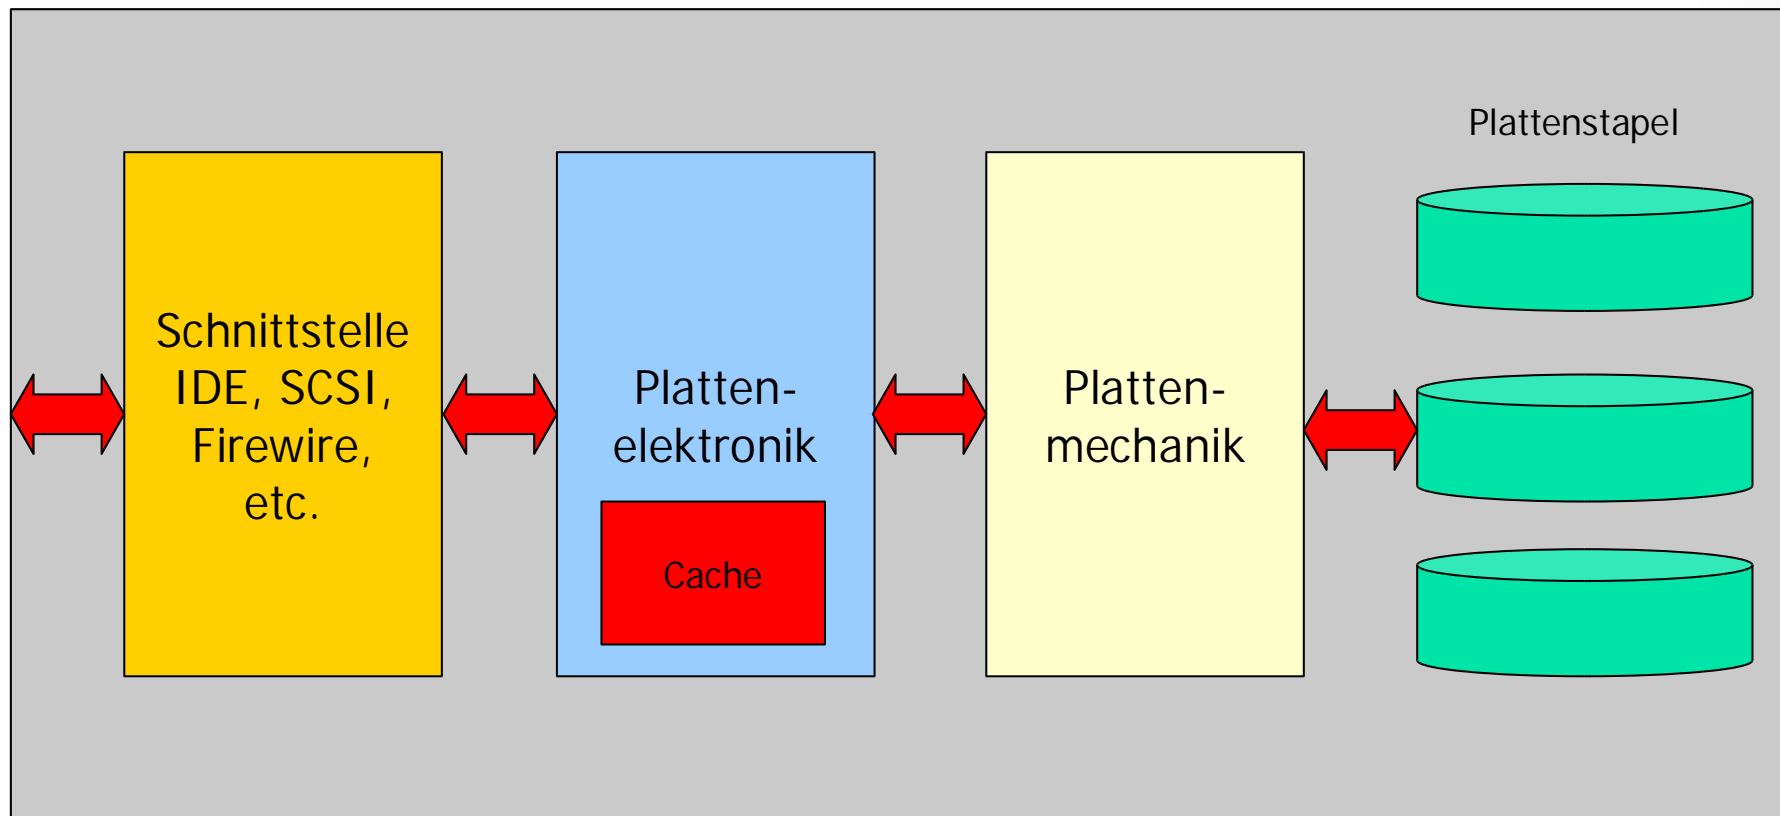 Plattenstapel
Schnittstelle
IDE, SCSI,
Firewire,
etc.
Platten-
elektronik
Cache
Platten-
mechanik